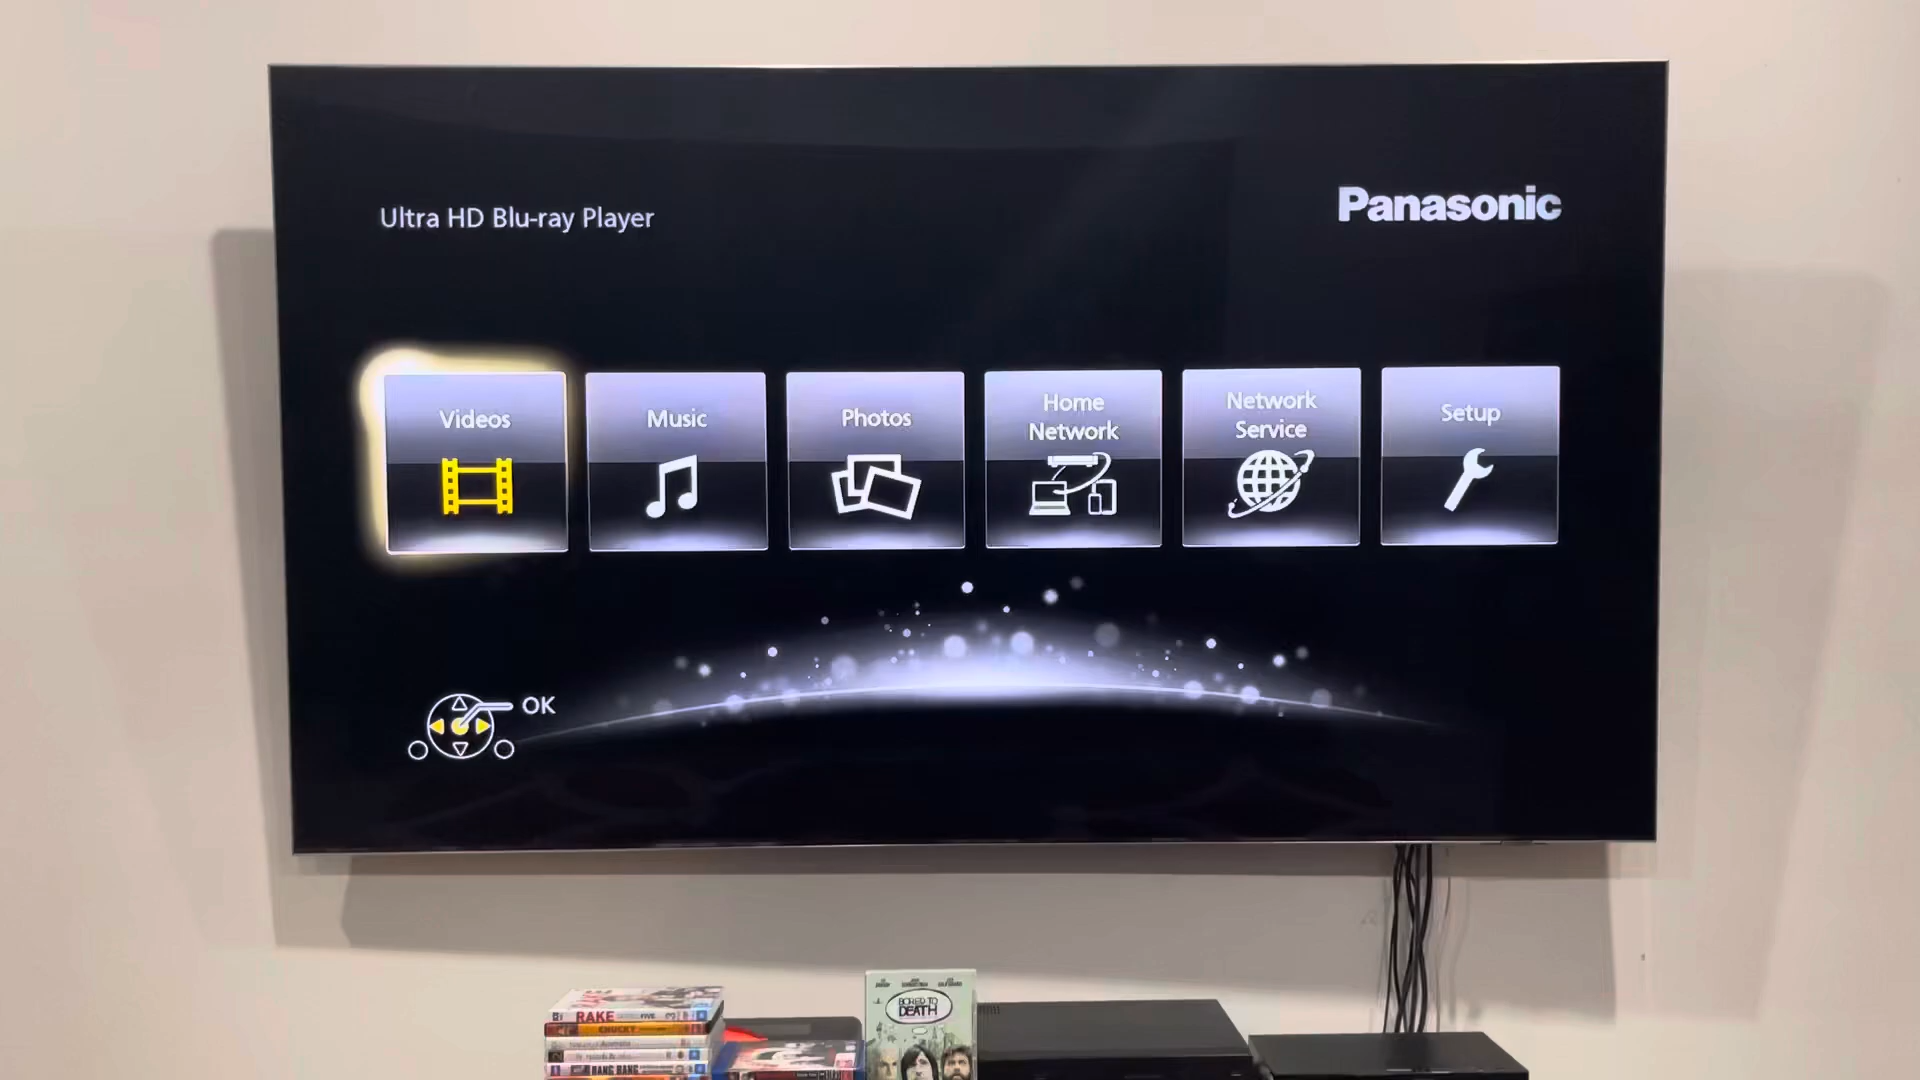 Ultra HD Blu-ray Player
Panasonic
Videos
Music
Photos
Home
Network
Network
Service
Setup
OK
BORED TO
DEATH
RAKE
CHUCKY
BANG BANG